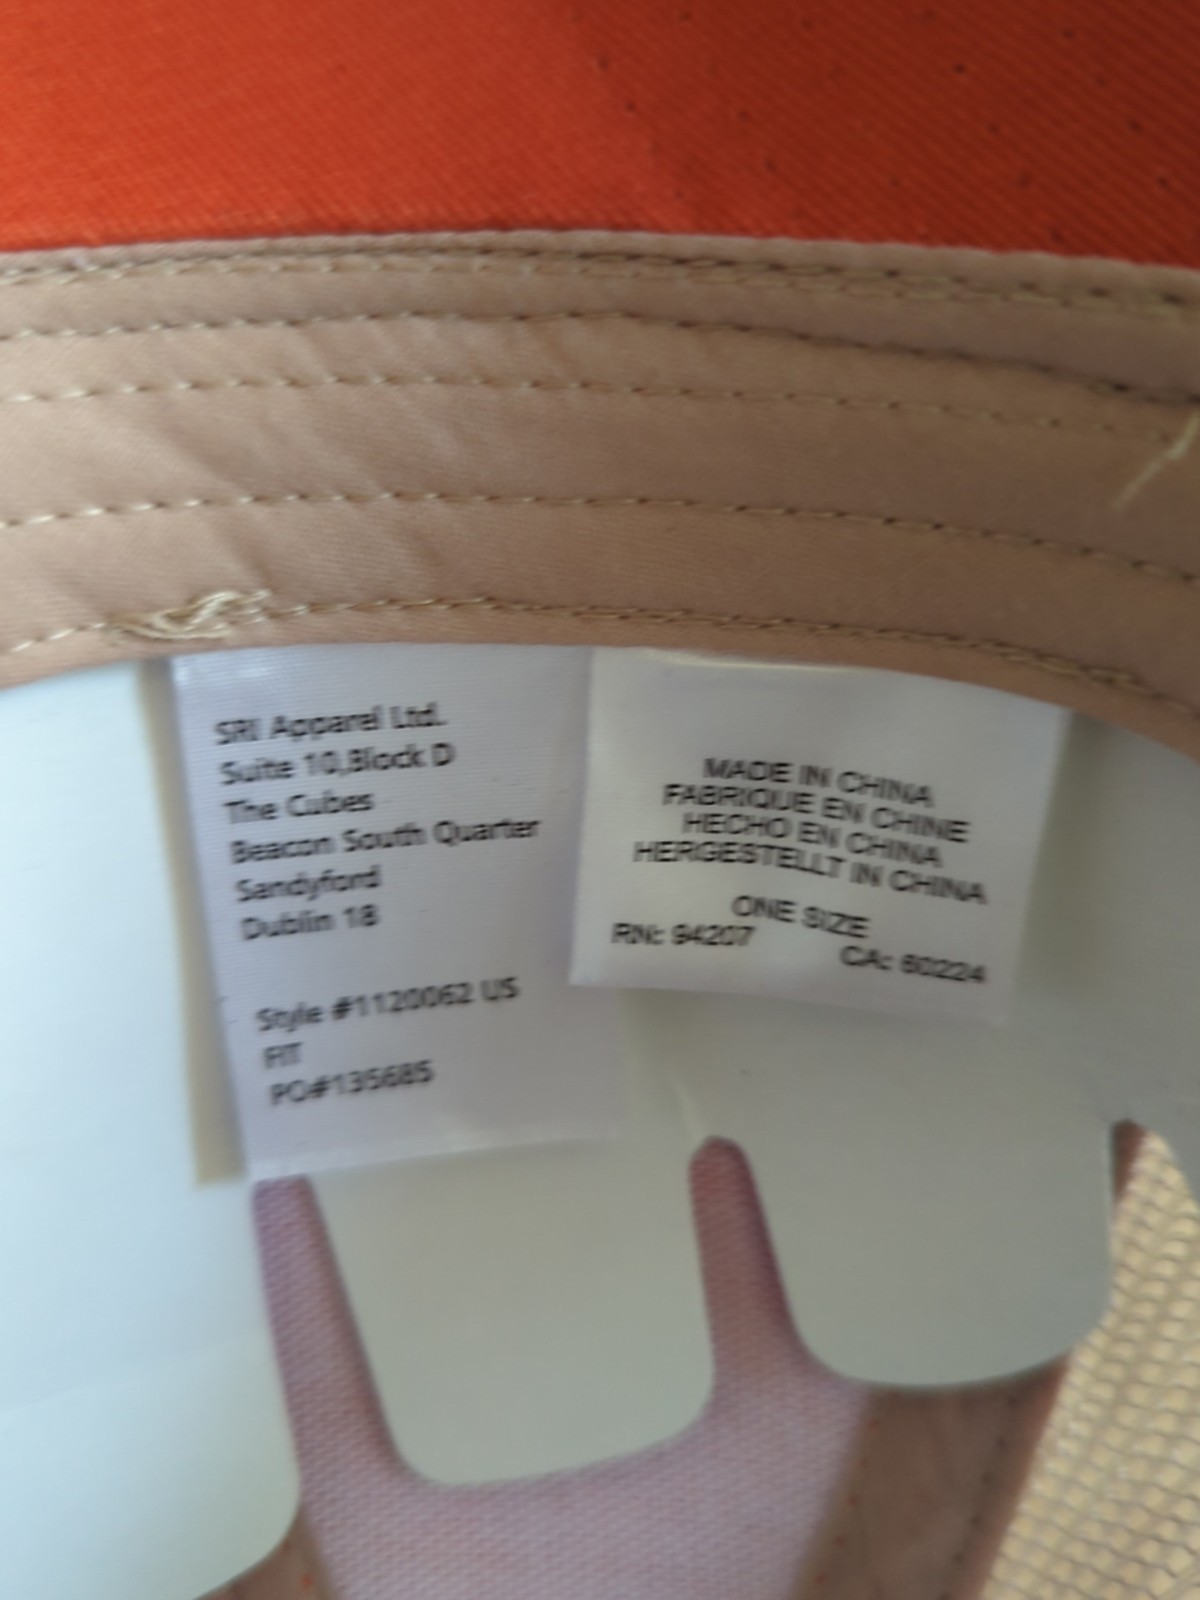 SRI Apparel Ltd.
Suite 10,Block D
The Cubes
Beacon South Quarter
Sandyford
Dublin 18
Style #1120062 US
FIT
PO#135685
MADE IN CHINA
FABRIQUE EN CHINE
HECHO EN CHINA
HERGESTELLT IN CHINA
ONE SIZE
RN: 94207
CA: 60224